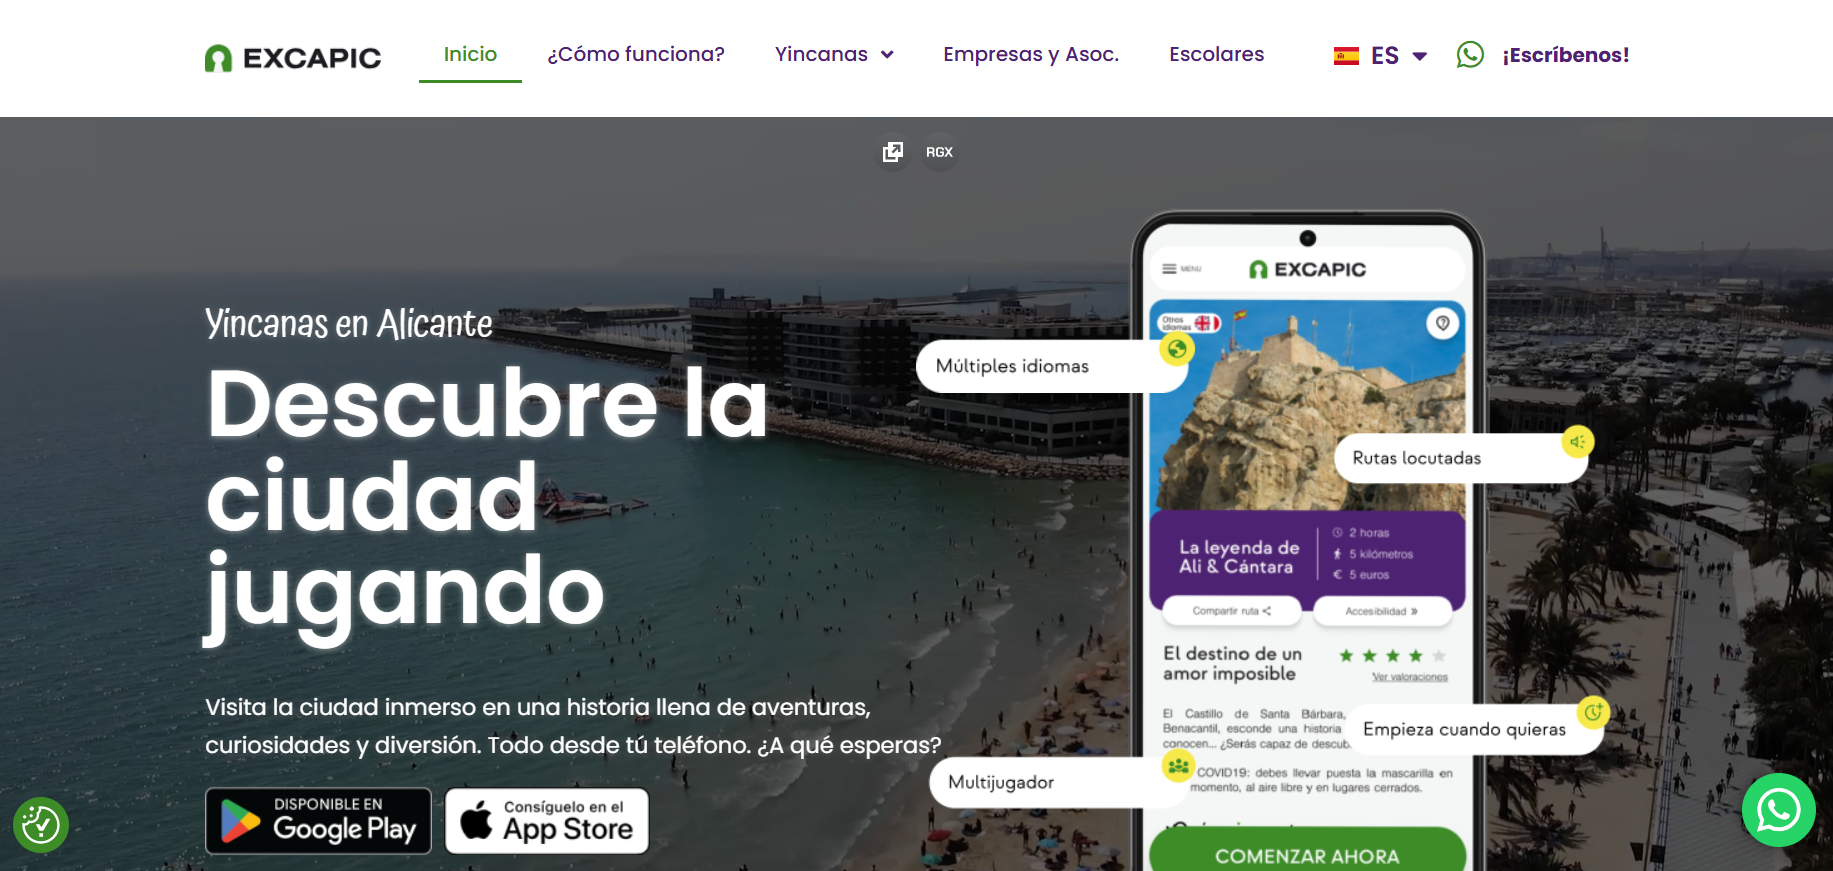 EXCAPIC
Inicio
¿Cómo funciona?
Yincanas
Empresas y Asoc.
Escolares
ES
¡Escríbenos!
RGX
Yincanas en Alicante
Descubre la
ciudad
jugando
Visita la ciudad inmerso en una historia llena de aventuras,
curiosidades y diversión. Todo desde tú teléfono. ¿A qué esperas?
DISPONIBLE EN
Google Play
Consíguelo en el
App Store
MENU
EXCAPIC
Otros
idiomas
Múltiples idiomas
Rutas locutadas
La leyenda de
Ali & Cántara
2 horas
5 kilómetros
€ 5 euros
Compartir ruta
Accesibilidad »
El destino de un
amor imposible
Ver valoraciones
El Castillo de Santa Bárbara,
Benacantil, esconde una historia
conocen... ¿Serás capaz de
Empieza cuando quieras
Multijugador
COVID19: debes llevar puesta la mascarilla en
momento, al aire libre y en lugares cerrados.
COMENZAR AHORA